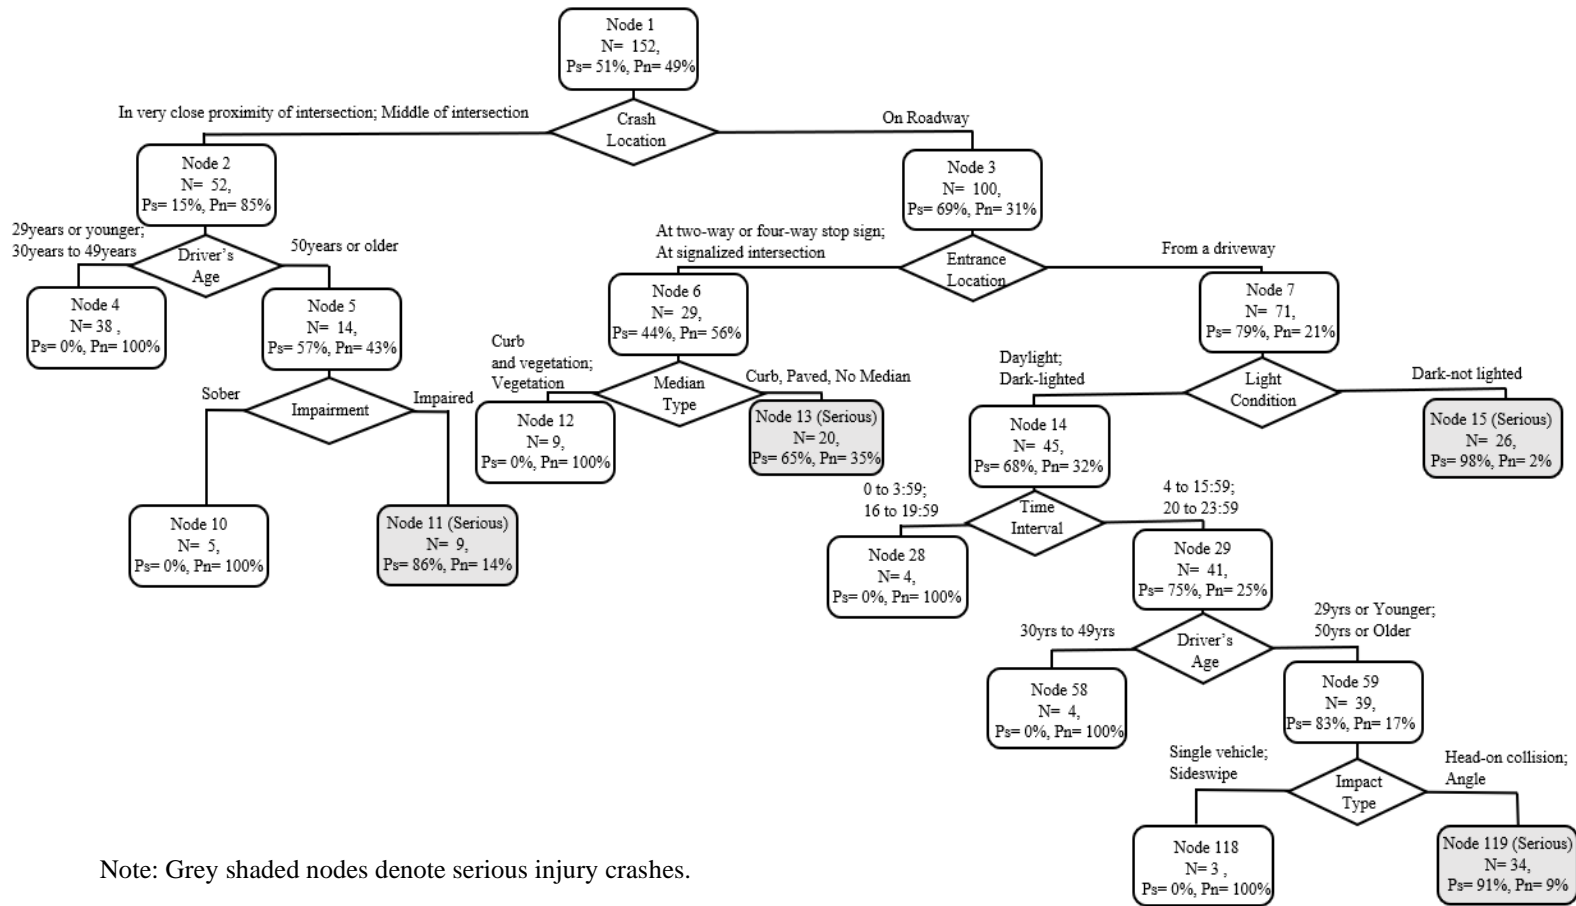 Node 1
N= 152,
Ps= 51%, Pn= 49%
In very close proximity of intersection; Middle of intersection
Crash
Location
On Roadway
Node 2
N= 52,
Ps= 15%, Pn= 85%
Node 3
N= 100,
Ps= 69%, Pn= 31%
29years or younger;
30years to 49years
Driver's
Age
50years or older
At two-way or four-way stop sign;
At signalized intersection
Entrance
Location
From a driveway
Node 4
N= 38 ,
Ps= 0%, Pn= 100%
Node 5
N= 14,
Ps= 57%, Pn= 43%
Node 6
N= 29,
Ps= 44%, Pn= 56%
Node 7
N= 71,
Ps= 79%, Pn= 21%
Sober
Impairment
Impaired
Curb
and vegetation;
Vegetation
Median
Type
Curb, Paved, No Median
Daylight;
Dark-lighted
Light
Condition
Dark-not lighted
Node 12
N= 9,
Ps= 0%, Pn= 100%
Node 13 (Serious)
N= 20,
Ps= 65%, Pn= 35%
Node 14
N= 45,
Ps= 68%, Pn= 32%
Node 15 (Serious)
N= 26,
Ps= 98%, Pn= 2%
Node 10
N= 5,
Ps= 0%, Pn= 100%
Node 11 (Serious)
N= 9,
Ps= 86%, Pn= 14%
0 to 3:59;
16 to 19:59
Time
Interval
4 to 15:59;
20 to 23:59
Node 28
N= 4,
Ps= 0%, Pn= 100%
Node 29
N= 41,
Ps= 75%, Pn= 25%
30yrs to 49yrs
Driver's
Age
29yrs or Younger;
50yrs or Older
Node 58
N= 4,
Ps= 0%, Pn= 100%
Node 59
N= 39,
Ps= 83%, Pn= 17%
Single vehicle;
Sideswipe
Impact
Type
Head-on collision;
Angle
Node 118
N= 3 ,
Ps= 0%, Pn= 100%
Node 119 (Serious)
N= 34,
Ps= 91%, Pn= 9%
Note: Grey shaded nodes denote serious injury crashes.